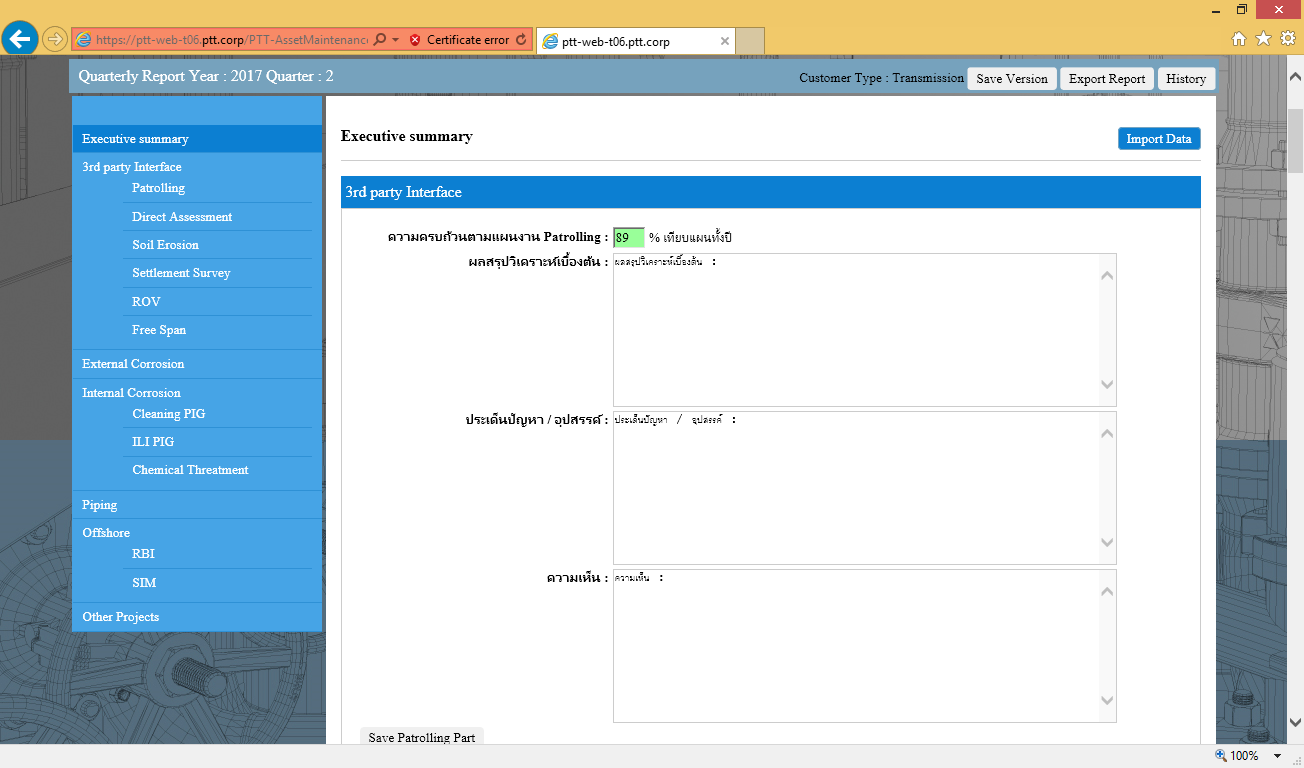 https://ptt-web-t06.ptt.corp/PTT-AssetMaintenanc
Certificate error
ptt-web-t06.ptt.corp
Quarterly Report Year : 2017 Quarter : 2
Customer Type : Transmission
Save Version
Export Report
History
Executive summary
3rd party Interface
Patrolling
Direct Assessment
Soil Erosion
Settlement Survey
ROV
Free Span
External Corrosion
Internal Corrosion
Cleaning PIG
ILI PIG
Chemical Threatment
Piping
Offshore
RBI
SIM
Other Projects
Executive summary
Import Data
3rd party Interface
ความครบถ้วนตามแผนงาน Patrolling : 89 % เทียบแผนทั้งปี
ผลสรุปวิเคราะห์เบื้องต้น : ผลสรุปวิเคราะห์เบื้องต้น :
ประเด็นปัญหา / อุปสรรค์ : ประเด็นปัญหา / อุปสรรค์ :
ความเห็น : ความเห็น :
Save Patrolling Part
100%